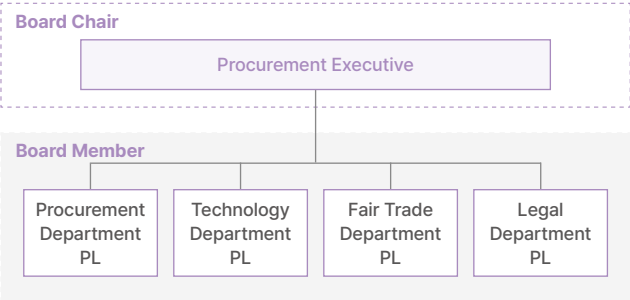 Board Chair
Procurement Executive
Board Member
Procurement
Department
PL
Technology
Department
PL
Fair Trade
Department
PL
Legal
Department
PL